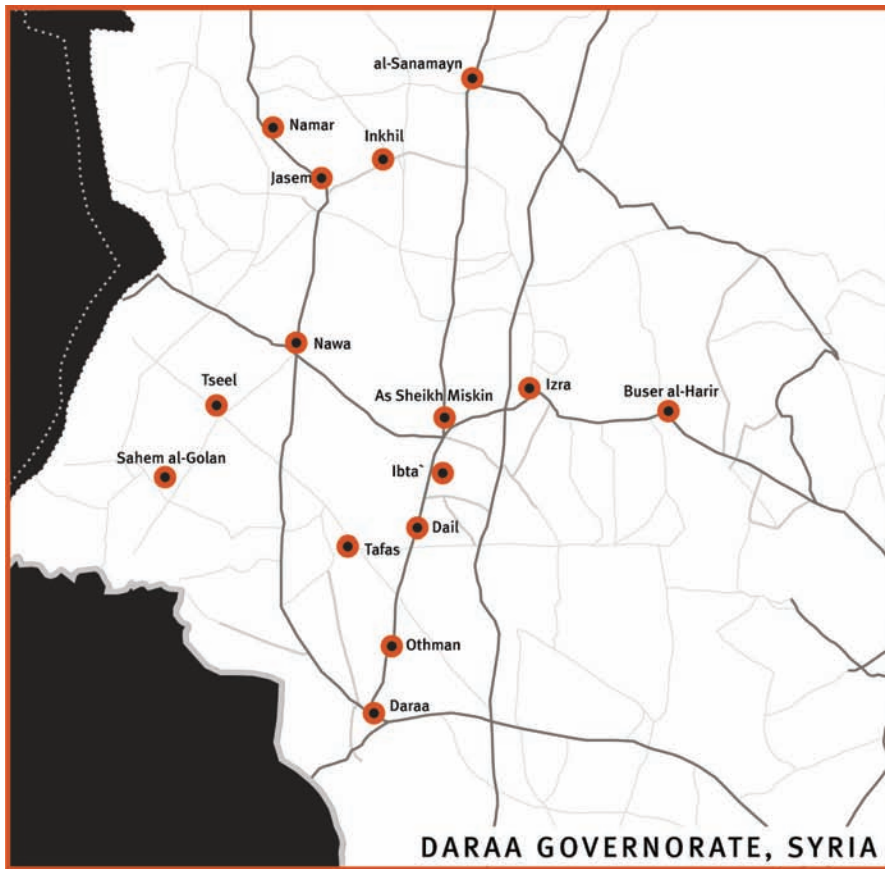 al-Sanamayn
Namar
Inkhil
Jasem
Nawa
Tseel
As Sheikh Miskin
Izra
Buser al-Harir
Sahem al-Golan
Ibta`
Dail
Tafas
Othman
Daraa
DARAA GOVERNORATE, SYRIA